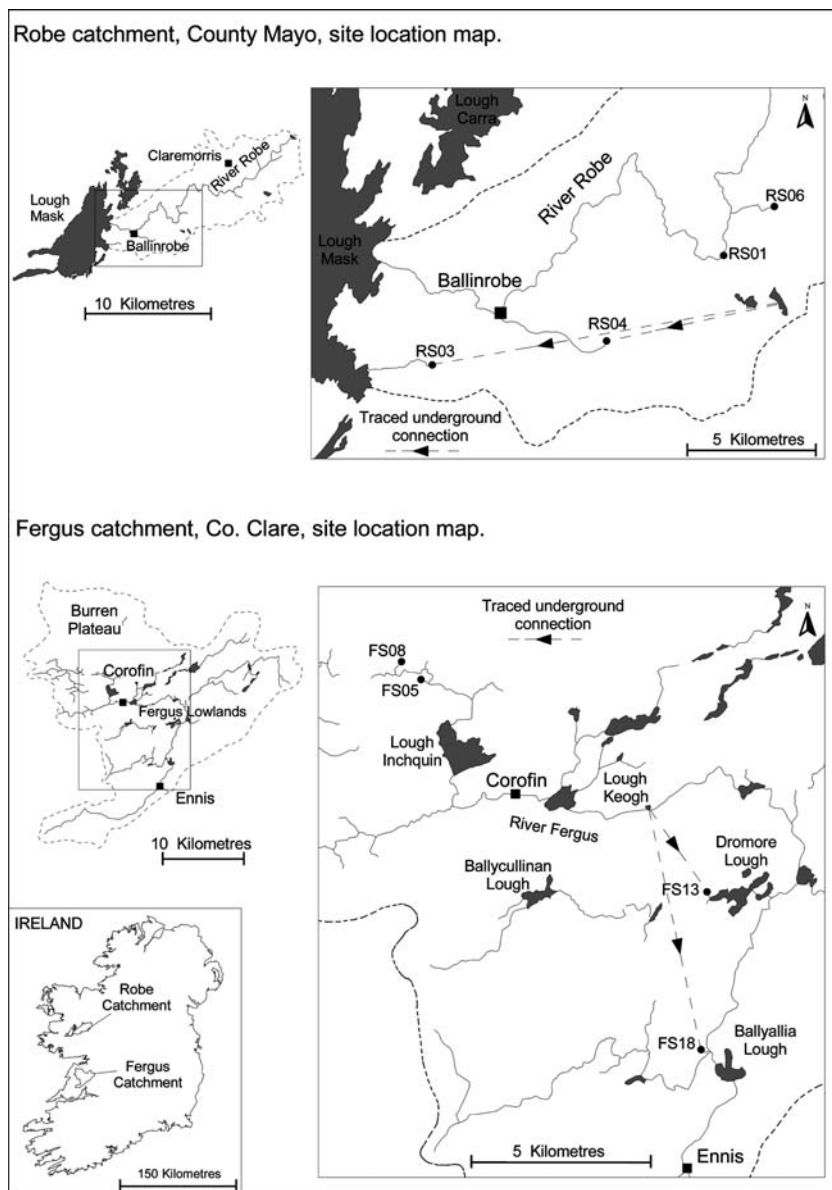 Robe catchment, County Mayo, site location map.
Claremorris
River Robe
Lough
Mask
Ballinrobe
10 Kilometres
Lough
Carra
N
River Robe
RS06
Lough
Mask
RS01
Ballinrobe
RS04
RS03
Traced underground
connection
5 Kilometres
Fergus catchment, Co. Clare, site location map.
Burren
Plateau
Corofin
Fergus Lowlands
Ennis
10 Kilometres
Traced underground
connection
N
FS08
FS05
Lough
Inchquin
Corofin
Lough
Keogh
River Fergus
Dromore
Lough
Ballycullinan
Lough
FS13
FS18
Ballyallia
Lough
5 Kilometres
Ennis
IRELAND
Robe
Catchment
Fergus
Catchment
150 Kilometres